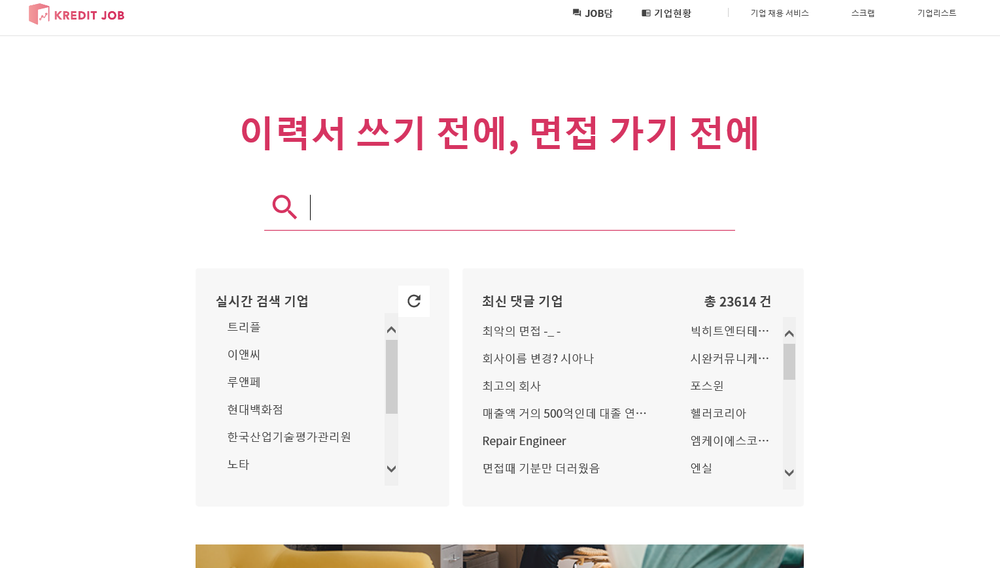 KREDIT JOB
JOB담
기업현황
기업 채용 서비스
스크랩
기업리스트
이력서 쓰기 전에, 면접 가기 전에
실시간 검색 기업
트리플
이앤씨
루앤페
현대백화점
한국산업기술평가관리원
노타
최신 댓글 기업 총 23614 건
최악의 면접 -_ - 빅히트엔터테…
회사이름 변경? 시아나 시완커뮤니케…
최고의 회사 포스윈
매출액 거의 500억인데 대졸 연… 헬러코리아
Repair Engineer 엠케이에스코…
면접때 기분만 더러웠음 엔실